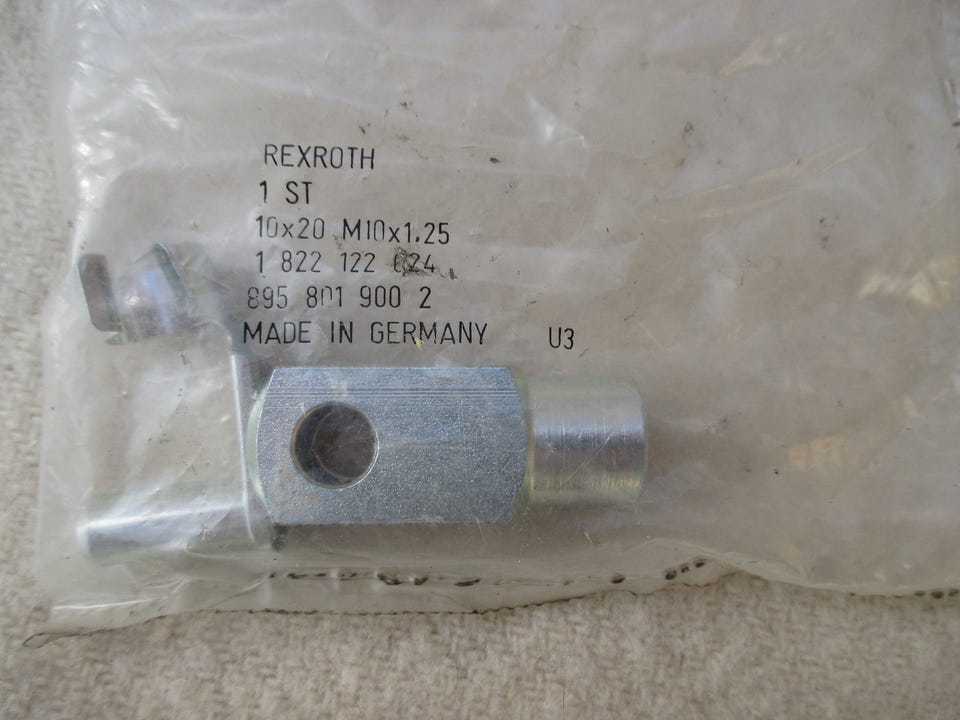 REXROTH
1 ST
10x20 M10x1.25
1 822 122 024
895 801 900 2
MADE IN GERMANY U3